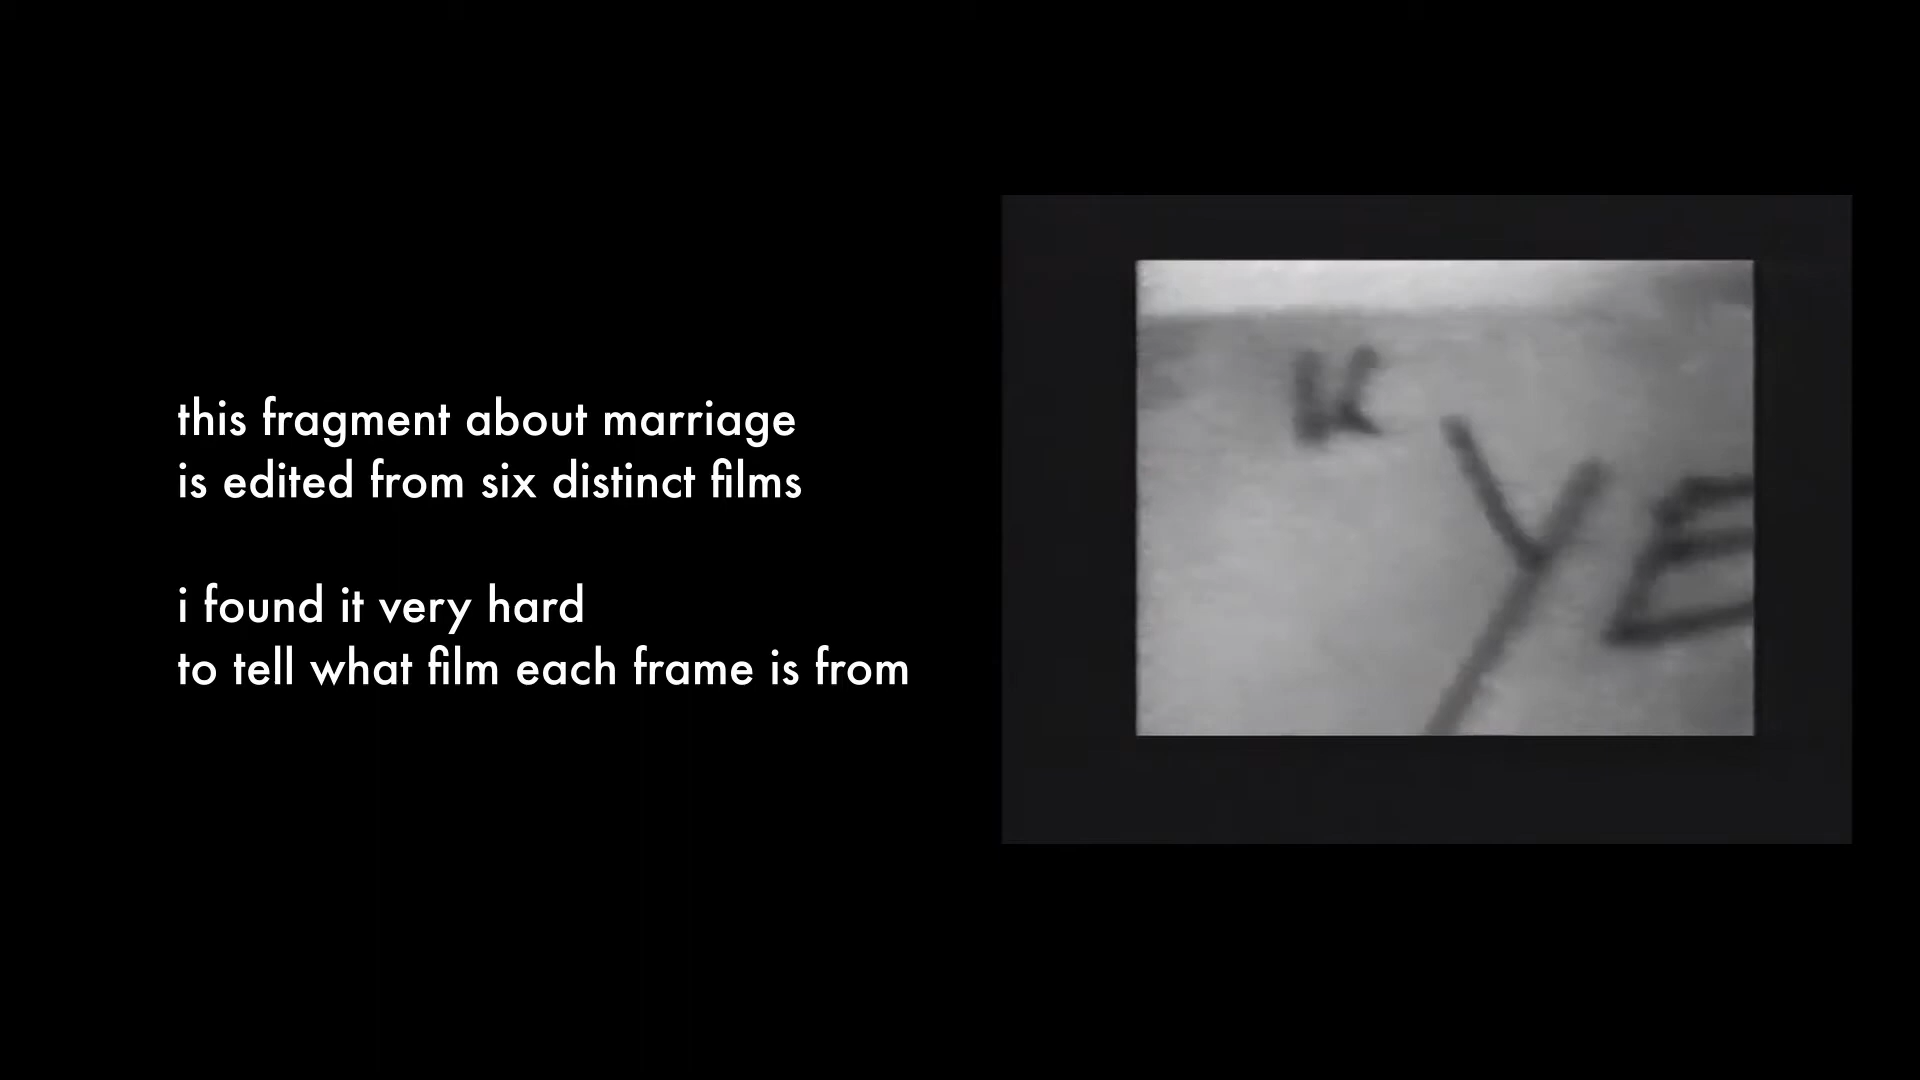 this fragment about marriage
is edited from six distinct films
i found it very hard
to tell what film each frame is from
K YE